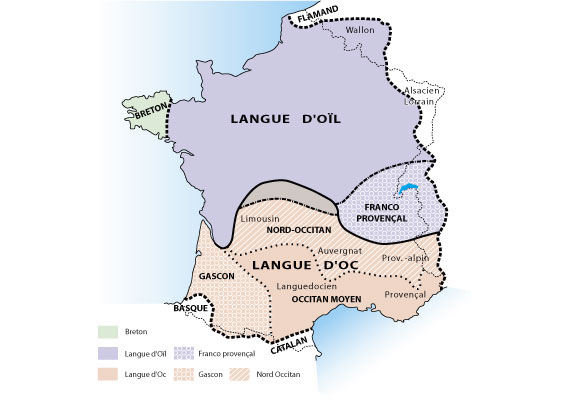 FLAMAND
Wallon
Alsacien
Lorrain
BRETON
LANGUE D'OÏL
FRANCO
PROVENÇAL
Limousin
NORD-OCCITAN
Auvergnat
Prov. -alpin
LANGUE D'OC
GASCON
Languedocien
OCCITAN MOYEN
Provençal
BASQUE
CATALAN
Breton
Langue d'Oïl
Franco provençal
Langue d'Oc
Gascon
Nord Occitan